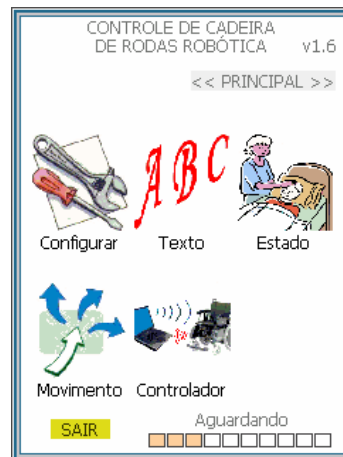 CONTROLE DE CADEIRA
DE RODAS ROBÓTICA v1.6
<< PRINCIPAL >>
ABC
Configurar Texto Estado
Movimento Controlador
SAIR Aguardando